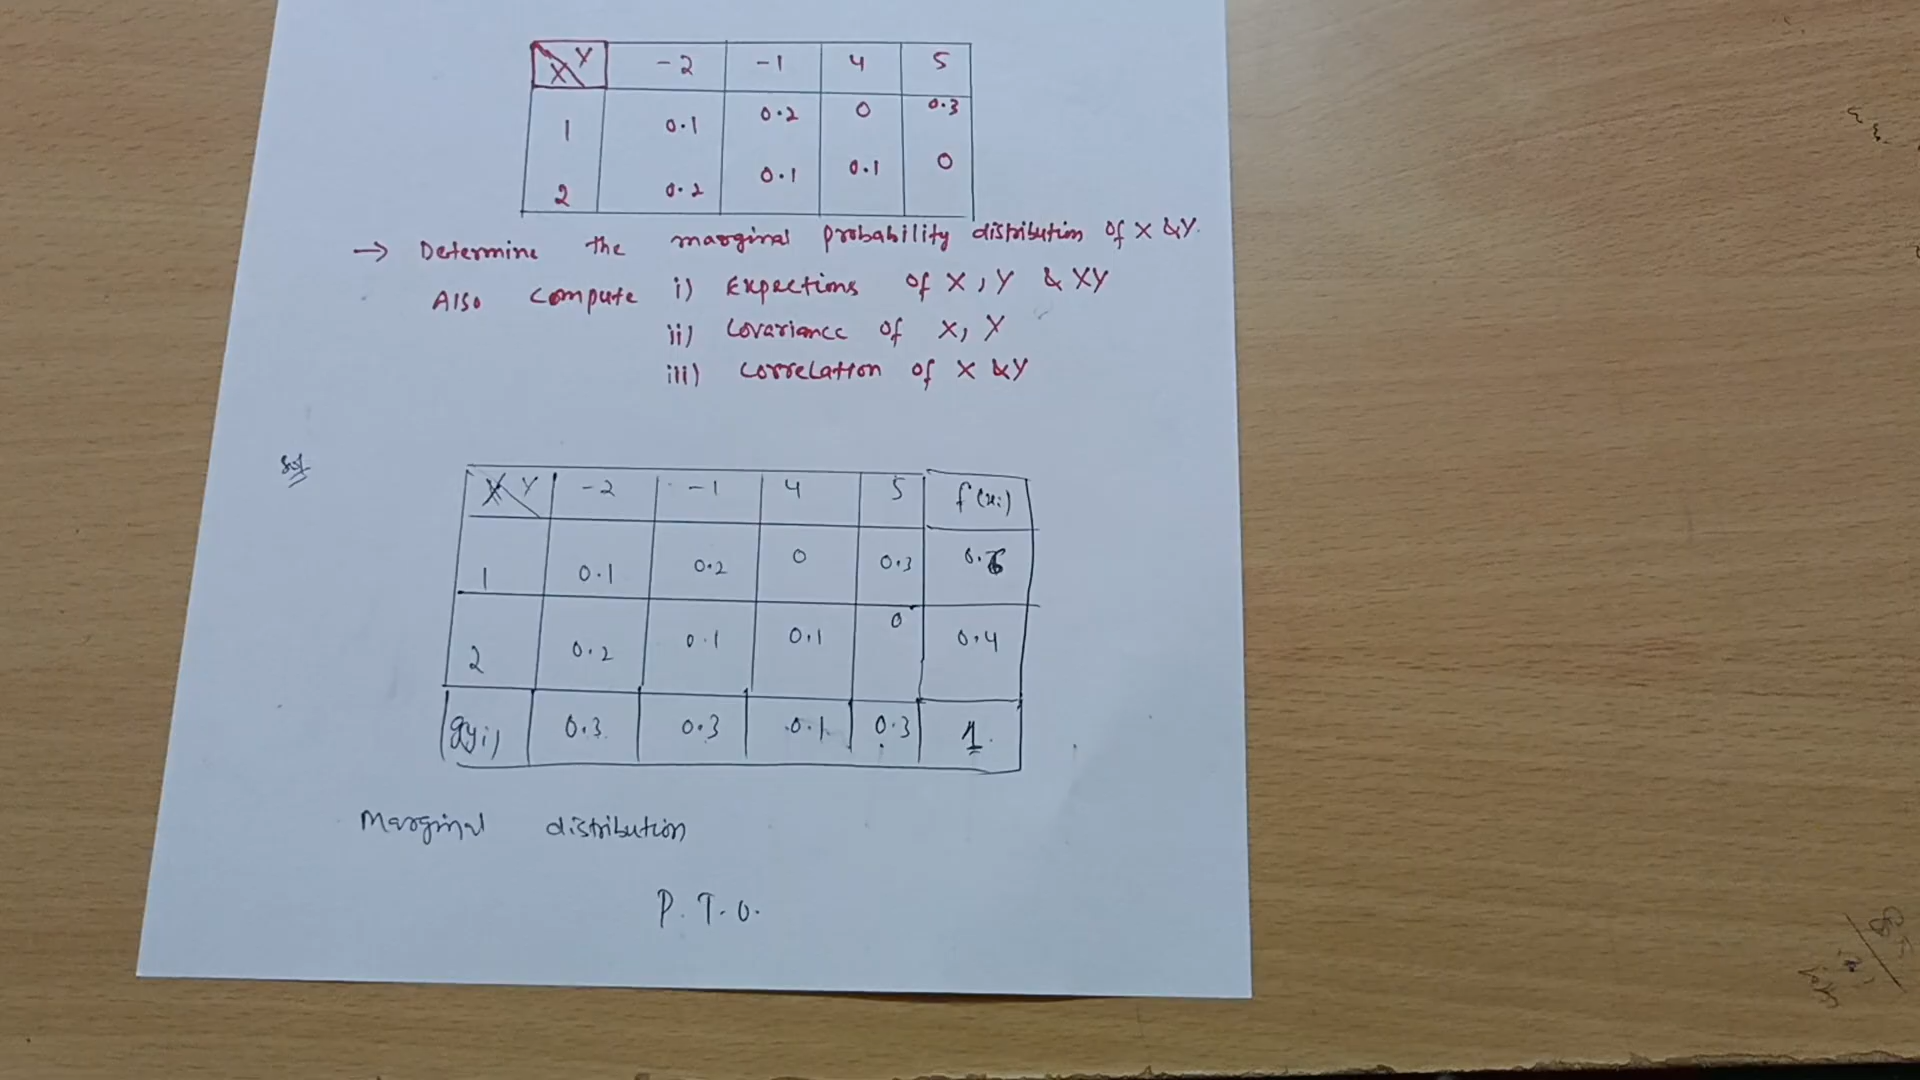 X Y -2 -1 4 5
1 0.1 0.2 0 0.3
2 0.2 0.1 0.1 0
→ Determine the marginal probability distribution of X & Y.
Also compute i) Expections of X, Y & XY
ii) Covariance of X, Y
iii) Correlation of X & Y
Sol
X Y -2 -1 4 5 f(xi)
1 0.1 0.2 0 0.3 0.6
2 0.2 0.1 0.1 0 0.4
g(yi) 0.3 0.3 0.1 0.3 1
Marginal distribution
P.T.O.